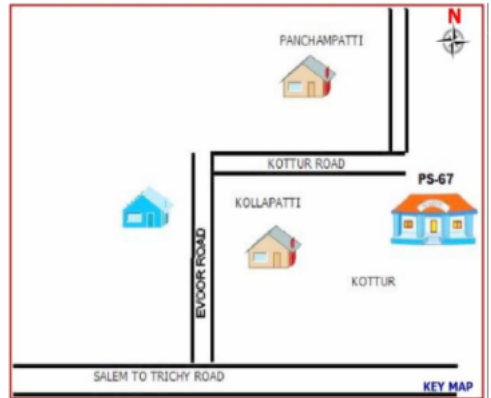 N
PANCHAMPATTI
KOTTUR ROAD
PS-67
KOLLAPATTI
EVOOR ROAD
KOTTUR
SALEM TO TRICHY ROAD
KEY MAP